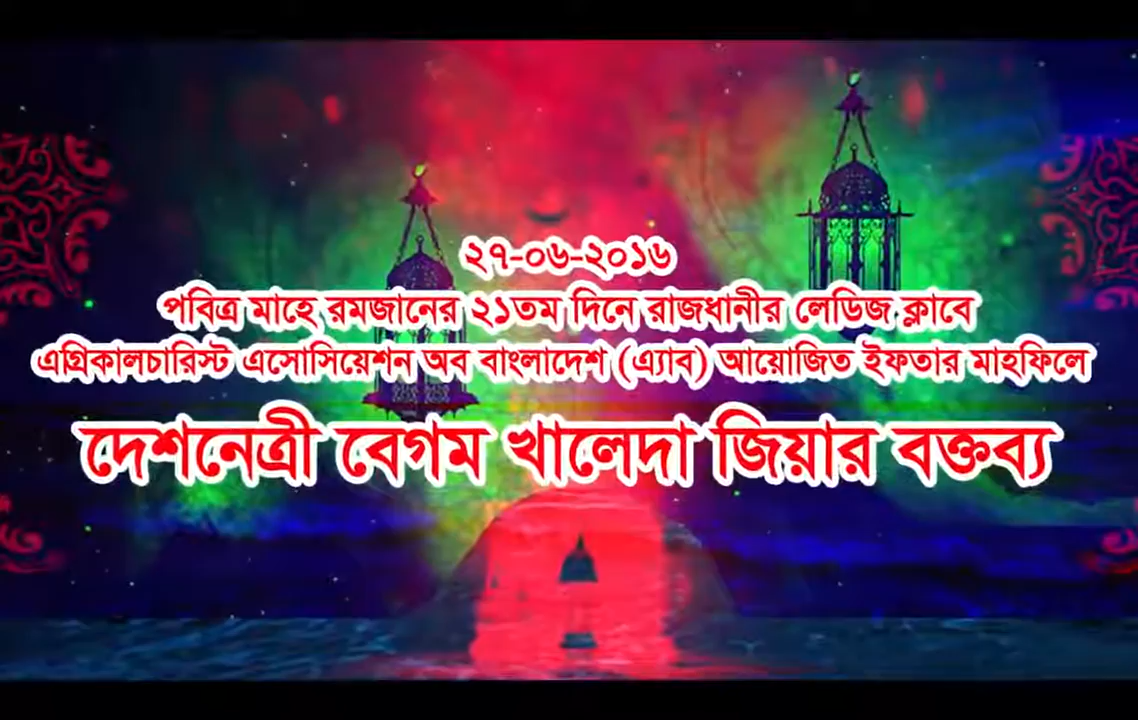 ২৭-০৬-২০১৬
পবিত্র মাহে রমজানের ২১তম দিনে রাজধানীর লেডিজ ক্লাবে
এগ্রিকালচারিস্ট এসোসিয়েশন অব বাংলাদেশ (এ্যাব) আয়োজিত ইফতার মাহফিলে
দেশনেত্রী বেগম খালেদা জিয়ার বক্তব্য